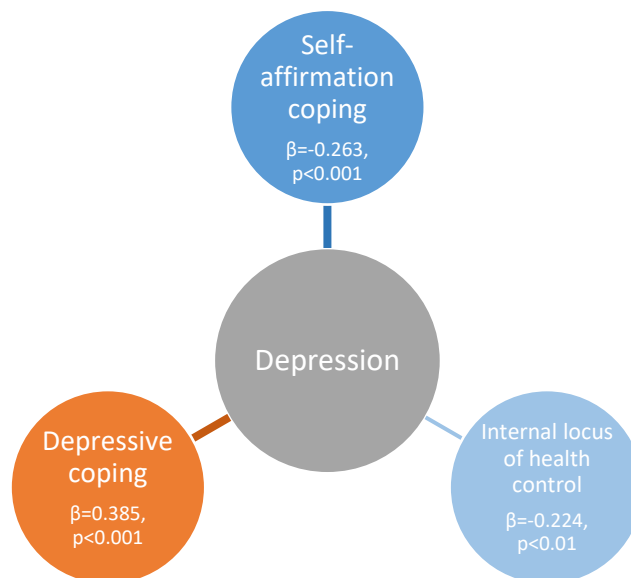 Self-
affirmation
coping
β=-0.263,
p<0.001
Depression
Depressive
coping
β=0.385,
p<0.001
Internal locus
of health
control
β=-0.224,
p<0.01